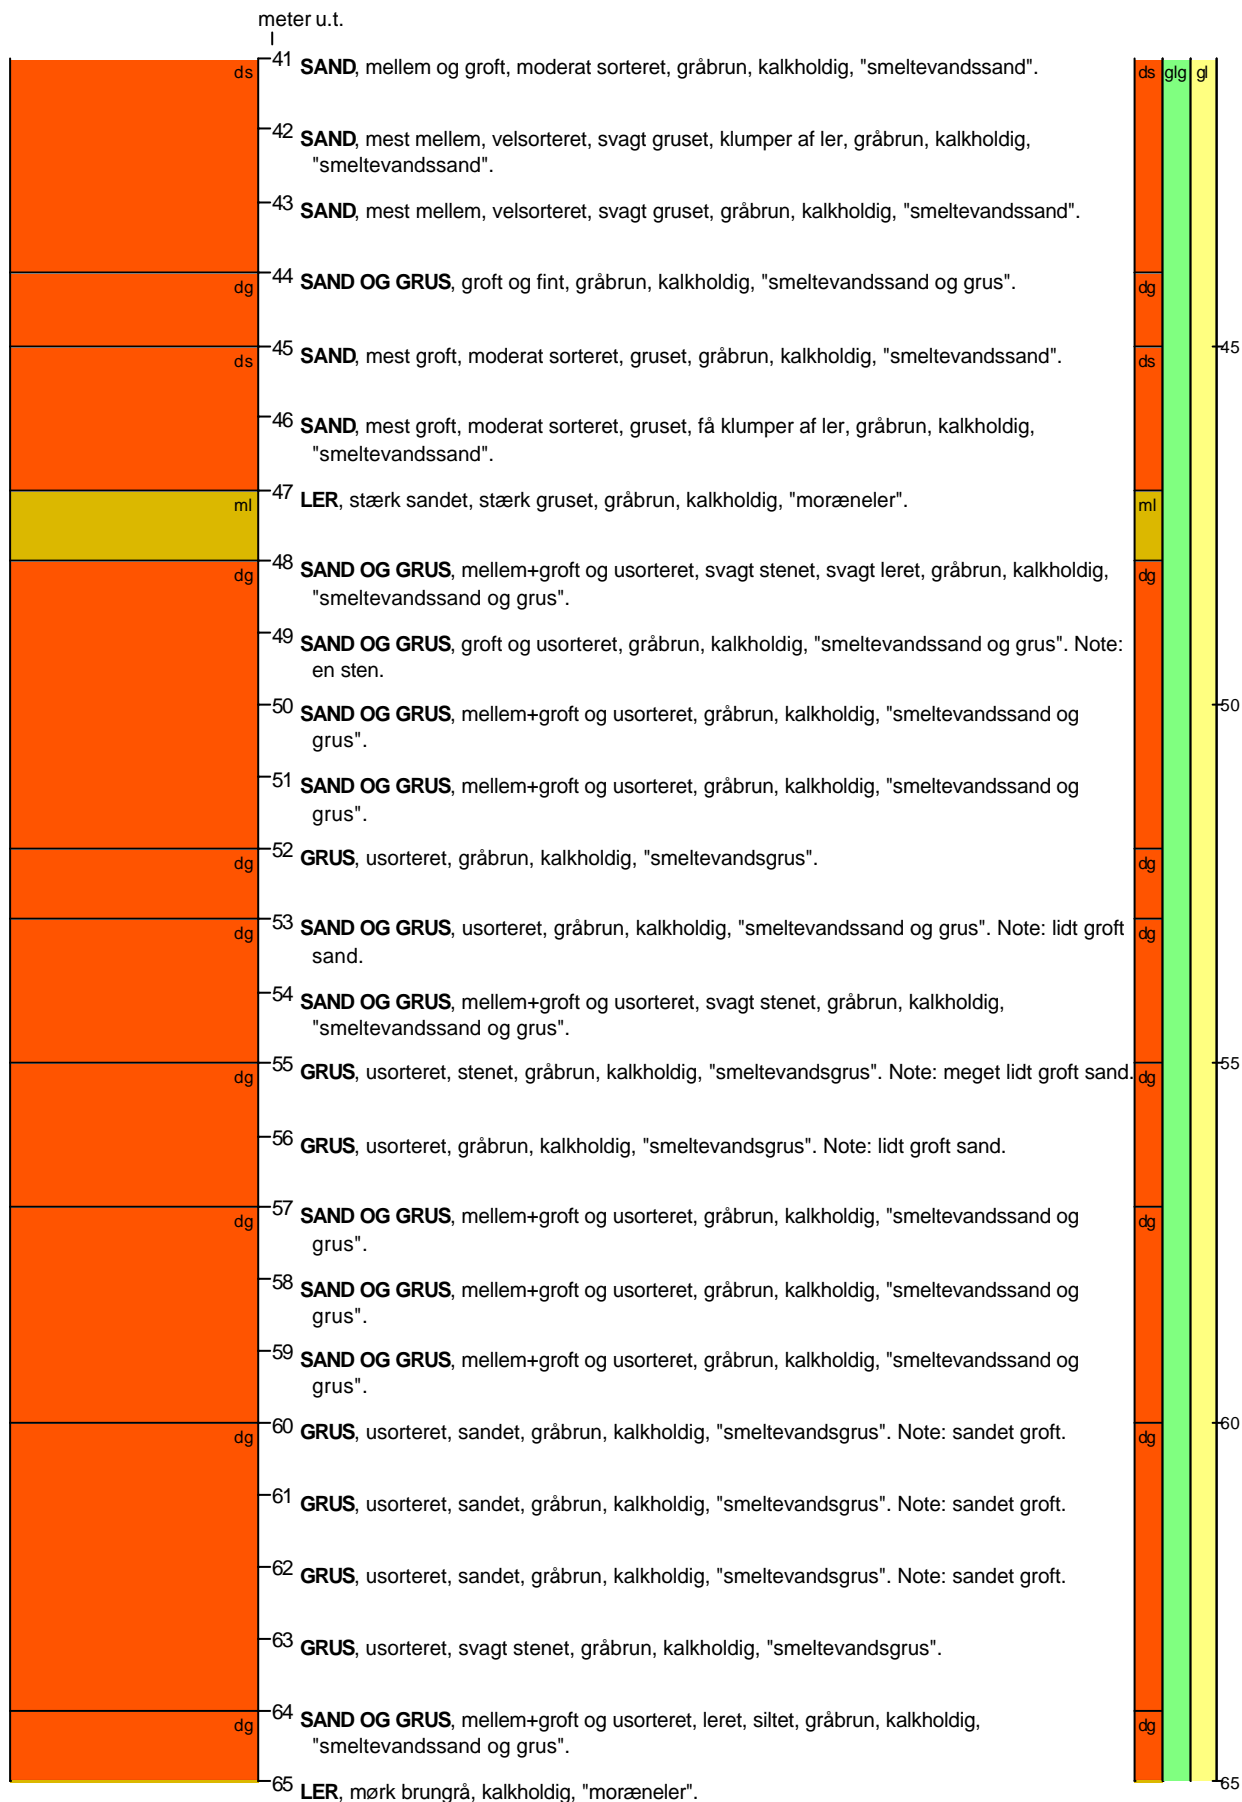 meter u.t.
ds 41 SAND, mellem og groft, moderat sorteret, gråbrun, kalkholdig, "smeltevandssand". ds glg gl
42 SAND, mest mellem, velsorteret, svagt gruset, klumper af ler, gråbrun, kalkholdig,
"smeltevandssand".
43 SAND, mest mellem, velsorteret, svagt gruset, gråbrun, kalkholdig, "smeltevandssand".
dg 44 SAND OG GRUS, groft og fint, gråbrun, kalkholdig, "smeltevandssand og grus". dg
ds 45 SAND, mest groft, moderat sorteret, gruset, gråbrun, kalkholdig, "smeltevandssand". ds 45
46 SAND, mest groft, moderat sorteret, gruset, få klumper af ler, gråbrun, kalkholdig,
"smeltevandssand".
ml 47 LER, stærk sandet, stærk gruset, gråbrun, kalkholdig, "moræneler". ml
dg 48 SAND OG GRUS, mellem+groft og usorteret, svagt stenet, svagt leret, gråbrun, kalkholdig, dg
"smeltevandssand og grus".
49 SAND OG GRUS, groft og usorteret, gråbrun, kalkholdig, "smeltevandssand og grus". Note:
en sten.
50 SAND OG GRUS, mellem+groft og usorteret, gråbrun, kalkholdig, "smeltevandssand og 50
grus".
51 SAND OG GRUS, mellem+groft og usorteret, gråbrun, kalkholdig, "smeltevandssand og
grus".
dg 52 GRUS, usorteret, gråbrun, kalkholdig, "smeltevandsgrus". dg
dg 53 SAND OG GRUS, usorteret, gråbrun, kalkholdig, "smeltevandssand og grus". Note: lidt groft dg
sand.
54 SAND OG GRUS, mellem+groft og usorteret, svagt stenet, gråbrun, kalkholdig,
"smeltevandssand og grus".
dg 55 GRUS, usorteret, stenet, gråbrun, kalkholdig, "smeltevandsgrus". Note: meget lidt groft sand. dg 55
56 GRUS, usorteret, gråbrun, kalkholdig, "smeltevandsgrus". Note: lidt groft sand.
dg 57 SAND OG GRUS, mellem+groft og usorteret, gråbrun, kalkholdig, "smeltevandssand og dg
grus".
58 SAND OG GRUS, mellem+groft og usorteret, gråbrun, kalkholdig, "smeltevandssand og
grus".
59 SAND OG GRUS, mellem+groft og usorteret, gråbrun, kalkholdig, "smeltevandssand og
grus".
dg 60 GRUS, usorteret, sandet, gråbrun, kalkholdig, "smeltevandsgrus". Note: sandet groft. dg 60
61 GRUS, usorteret, sandet, gråbrun, kalkholdig, "smeltevandsgrus". Note: sandet groft.
62 GRUS, usorteret, sandet, gråbrun, kalkholdig, "smeltevandsgrus". Note: sandet groft.
63 GRUS, usorteret, svagt stenet, gråbrun, kalkholdig, "smeltevandsgrus".
dg 64 SAND OG GRUS, mellem+groft og usorteret, leret, siltet, gråbrun, kalkholdig, dg
"smeltevandssand og grus".
65 LER, mørk brungrå, kalkholdig, "moræneler". 65